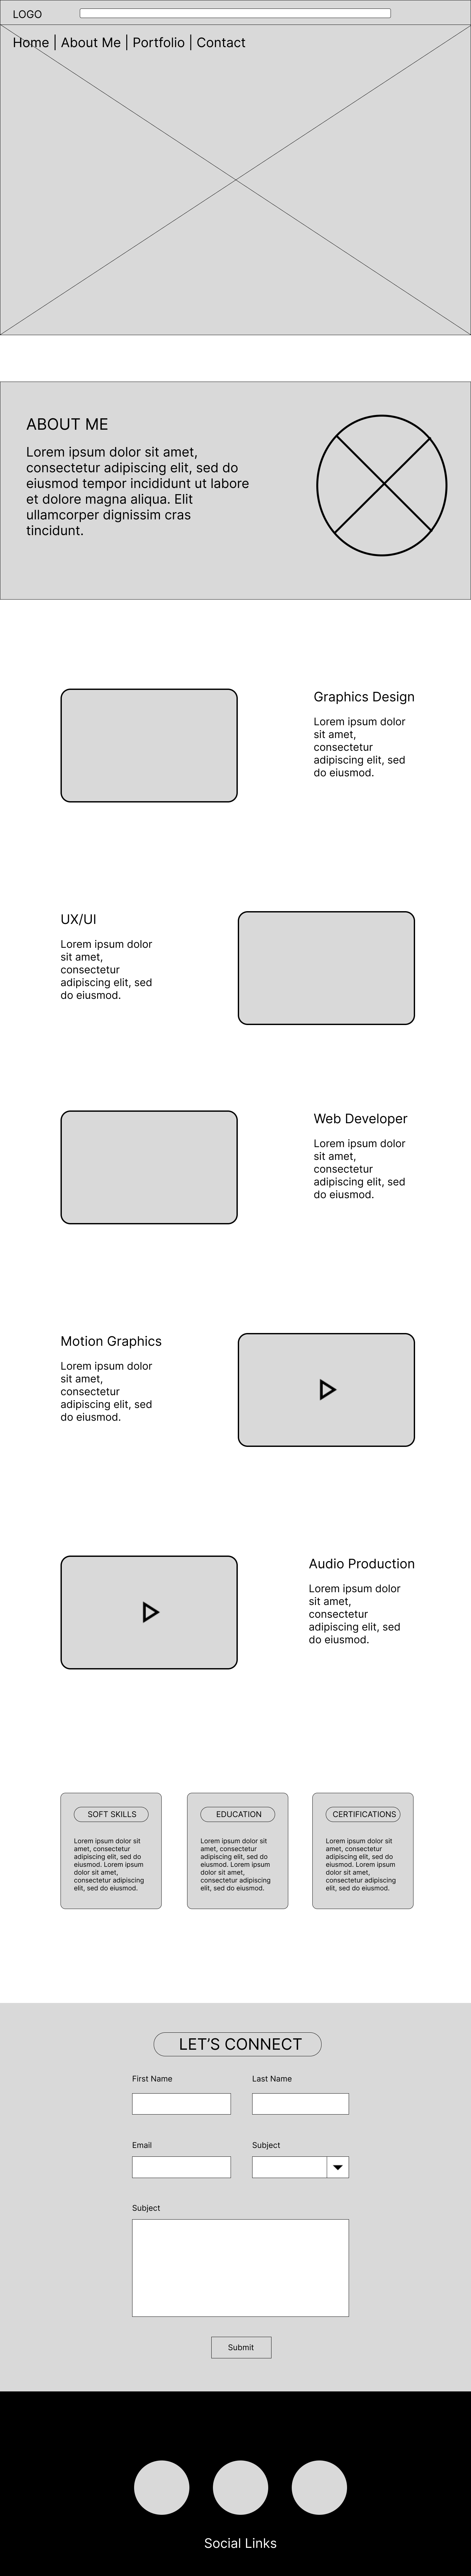 LOGO
Home | About Me | Portfolio | Contact
ABOUT ME
Lorem ipsum dolor sit amet,
consectetur adipiscing elit, sed do
eiusmod tempor incididunt ut labore
et dolore magna aliqua. Elit
ullamcorper dignissim cras
tincidunt.
Graphics Design
Lorem ipsum dolor
sit amet,
consectetur
adipiscing elit, sed
do eiusmod.
UX/UI
Lorem ipsum dolor
sit amet,
consectetur
adipiscing elit, sed
do eiusmod.
Web Developer
Lorem ipsum dolor
sit amet,
consectetur
adipiscing elit, sed
do eiusmod.
Motion Graphics
Lorem ipsum dolor
sit amet,
consectetur
adipiscing elit, sed
do eiusmod.
Audio Production
Lorem ipsum dolor
sit amet,
consectetur
adipiscing elit, sed
do eiusmod.
SOFT SKILLS
Lorem ipsum dolor sit
amet, consectetur
adipiscing elit, sed do
eiusmod. Lorem ipsum
dolor sit amet,
consectetur adipiscing
elit, sed do eiusmod.
EDUCATION
Lorem ipsum dolor sit
amet, consectetur
adipiscing elit, sed do
eiusmod. Lorem ipsum
dolor sit amet,
consectetur adipiscing
elit, sed do eiusmod.
CERTIFICATIONS
Lorem ipsum dolor sit
amet, consectetur
adipiscing elit, sed do
eiusmod. Lorem ipsum
dolor sit amet,
consectetur adipiscing
elit, sed do eiusmod.
LET’S CONNECT
First Name
Last Name
Email
Subject
Subject
Submit
Social Links